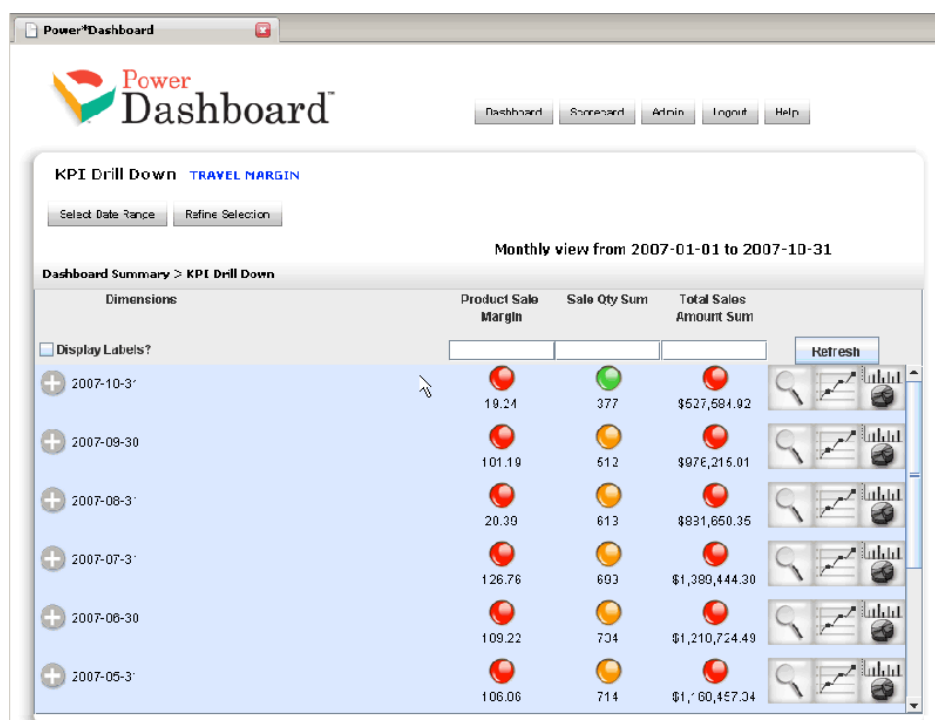 Power*Dashboard
Power
Dashboard™
Dashboard Scorecard Admin Logout Help
KPI Drill Down TRAVEL MARGIN
Select Date Range Refine Selection
Monthly view from 2007-01-01 to 2007-10-31
Dashboard Summary > KPI Drill Down
Dimensions Product Sale Margin Sale Qty Sum Total Sales Amount Sum
Display Labels? Refresh
2007-10-31
19.24 377 $527,584.92
2007-09-30
101.19 512 $976,215.01
2007-08-31
20.39 613 $831,650.35
2007-07-31
126.76 693 $1,389,444.30
2007-06-30
109.22 734 $1,210,724.49
2007-05-31
106.06 714 $1,160,457.34